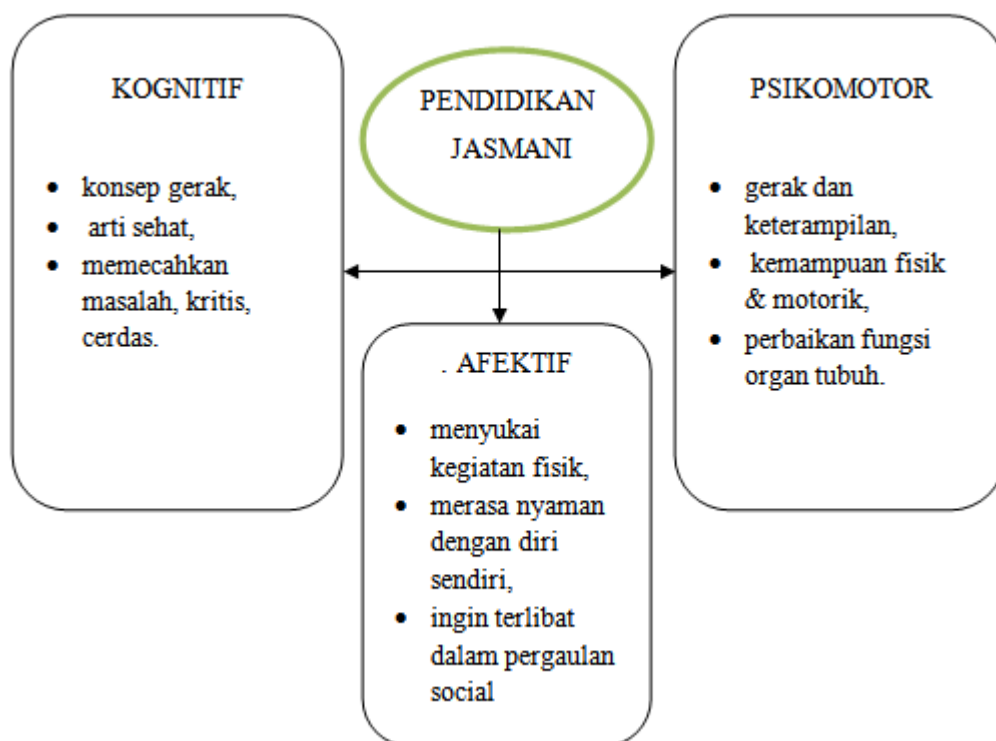 KOGNITIF
• konsep gerak,
• arti sehat,
• memecahkan
masalah, kritis,
cerdas.
PENDIDIKAN
JASMANI
PSIKOMOTOR
• gerak dan
keterampilan,
• kemampuan fisik
& motorik,
• perbaikan fungsi
organ tubuh.
. AFEKTIF
• menyukai
kegiatan fisik,
• merasa nyaman
dengan diri
sendiri,
• ingin terlibat
dalam pergaulan
social